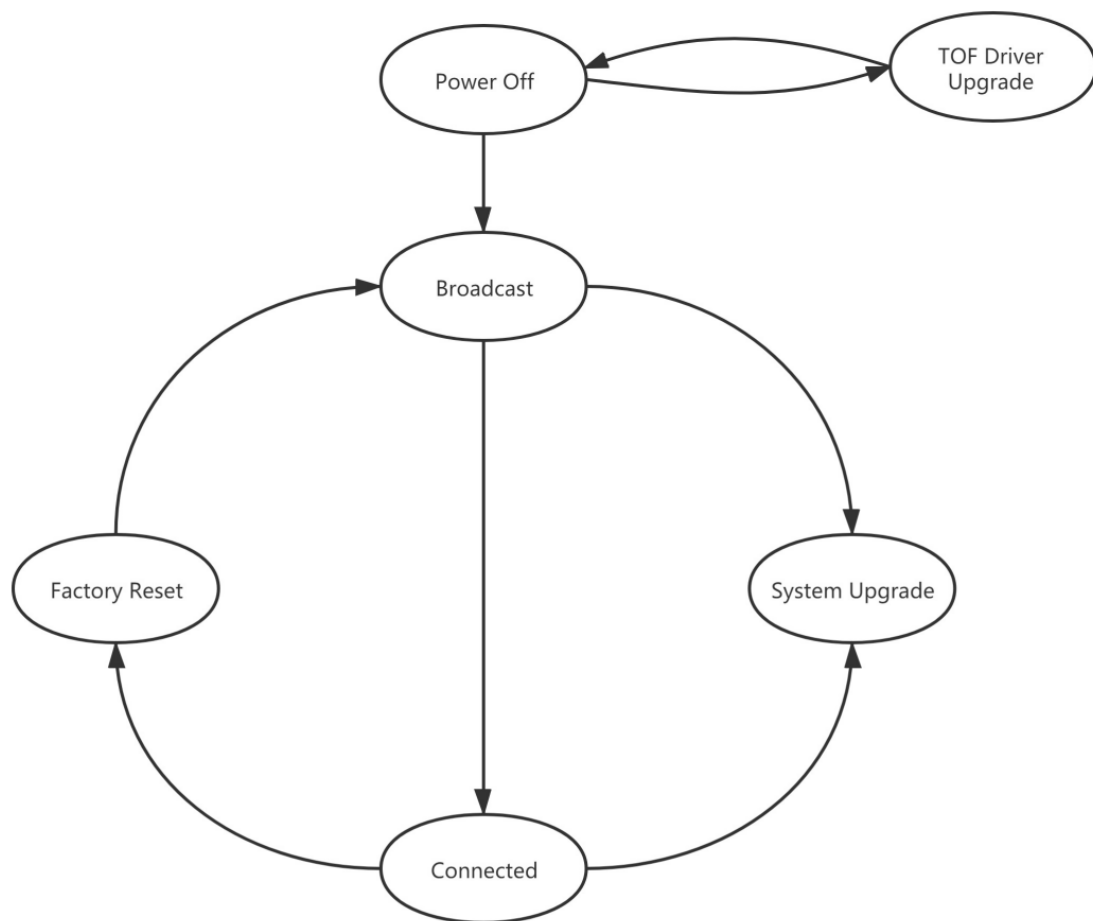 Power Off
TOF Driver
Upgrade
Broadcast
Factory Reset
System Upgrade
Connected